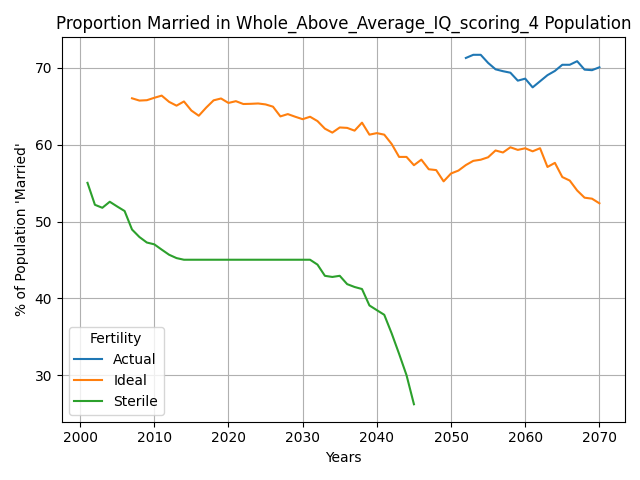 Proportion Married in Whole_Above_Average_IQ_scoring_4 Population
% of Population 'Married'
70
60
50
40
30
Fertility
Actual
Ideal
Sterile
2000 2010 2020 2030 2040 2050 2060 2070
Years